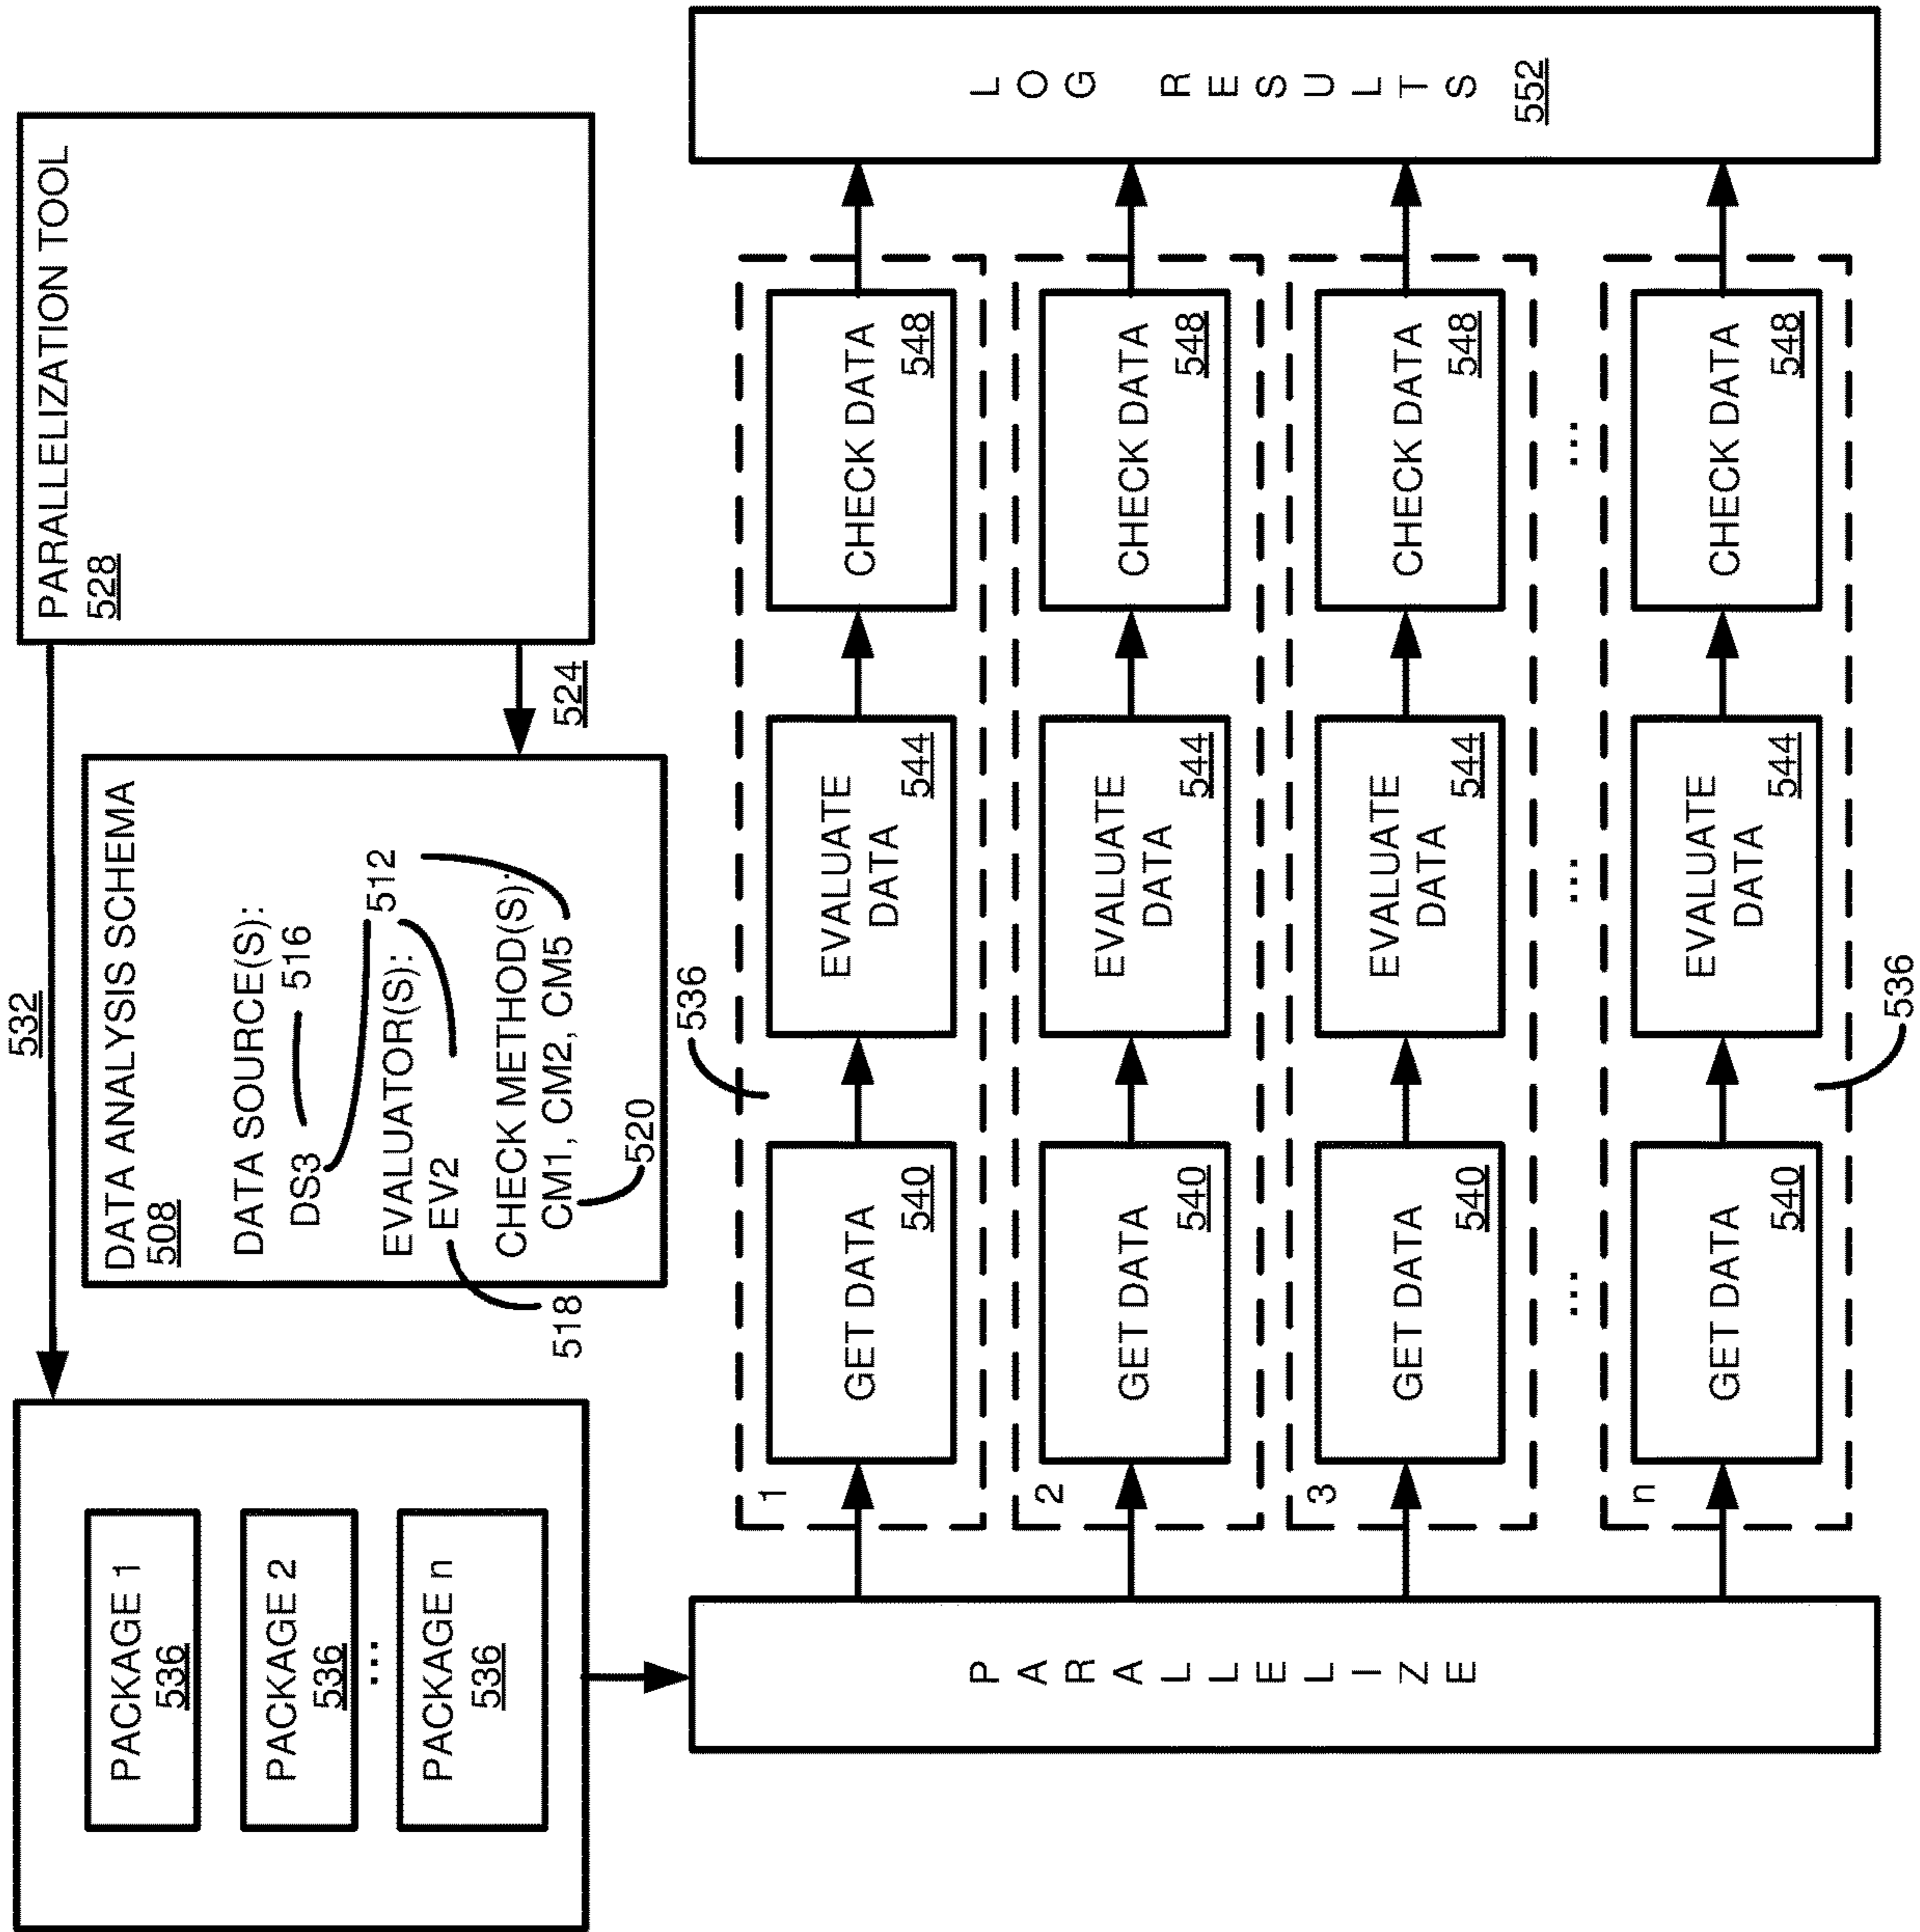 PACKAGE 1
536
PACKAGE 2
536
...
PACKAGE n
536
532
DATA ANALYSIS SCHEMA
508
DATA SOURCE(S):
DS3
516
512
EVALUATOR(S):
EV2
518
CHECK METHOD(S):
CM1, CM2, CM5
520
524
PARALLELIZATION TOOL
528
PARALLELIZE
536
1
GET DATA
540
EVALUATE
DATA
544
CHECK DATA
548
2
GET DATA
540
EVALUATE
DATA
544
CHECK DATA
548
3
GET DATA
540
EVALUATE
DATA
544
CHECK DATA
548
...
...
...
n
GET DATA
540
EVALUATE
DATA
544
CHECK DATA
548
536
LOG RESULTS
552